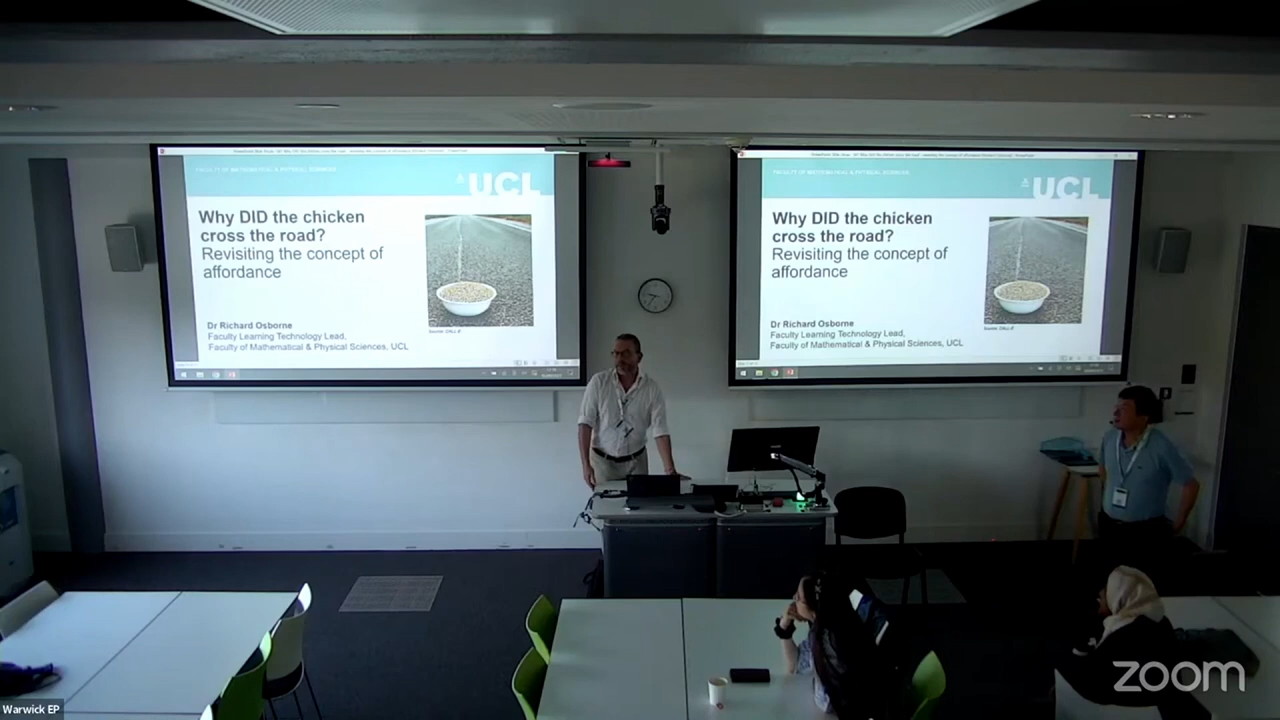 FACULTY OF MATHEMATICAL & PHYSICAL SCIENCES
UCL
Why DID the chicken
cross the road?
Revisiting the concept of
affordance
Dr Richard Osborne
Faculty Learning Technology Lead,
Faculty of Mathematical & Physical Sciences, UCL
FACULTY OF MATHEMATICAL & PHYSICAL SCIENCES
UCL
Why DID the chicken
cross the road?
Revisiting the concept of
affordance
Dr Richard Osborne
Faculty Learning Technology Lead,
Faculty of Mathematical & Physical Sciences, UCL
Warwick EP
zoom